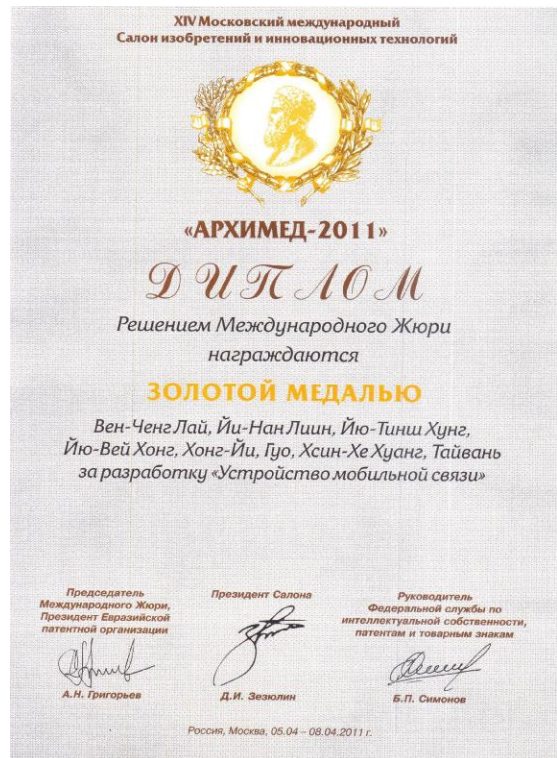 XIV Московский международный
Салон изобретений и инновационных технологий
«АРХИМЕД-2011»
ДИПЛОМ
Решением Международного Жюри
награждаются
ЗОЛОТОЙ МЕДАЛЬЮ
Вен-Ченг Лай, Йи-Нан Лиин, Йю-Тинш Хунг,
Йю-Вей Хонг, Хонг-Йи, Гуо, Хсин-Хе Хуанг, Тайвань
за разработку «Устройство мобильной связи»
Председатель
Международного Жюри,
Президент Евразийской
патентной организации
А.Н. Григорьев
Президент Салона
Д.И. Зезюлин
Руководитель
Федеральной службы по
интеллектуальной собственности,
патентам и товарным знакам
Б.П. Симонов
Россия, Москва, 05.04 – 08.04.2011 г.